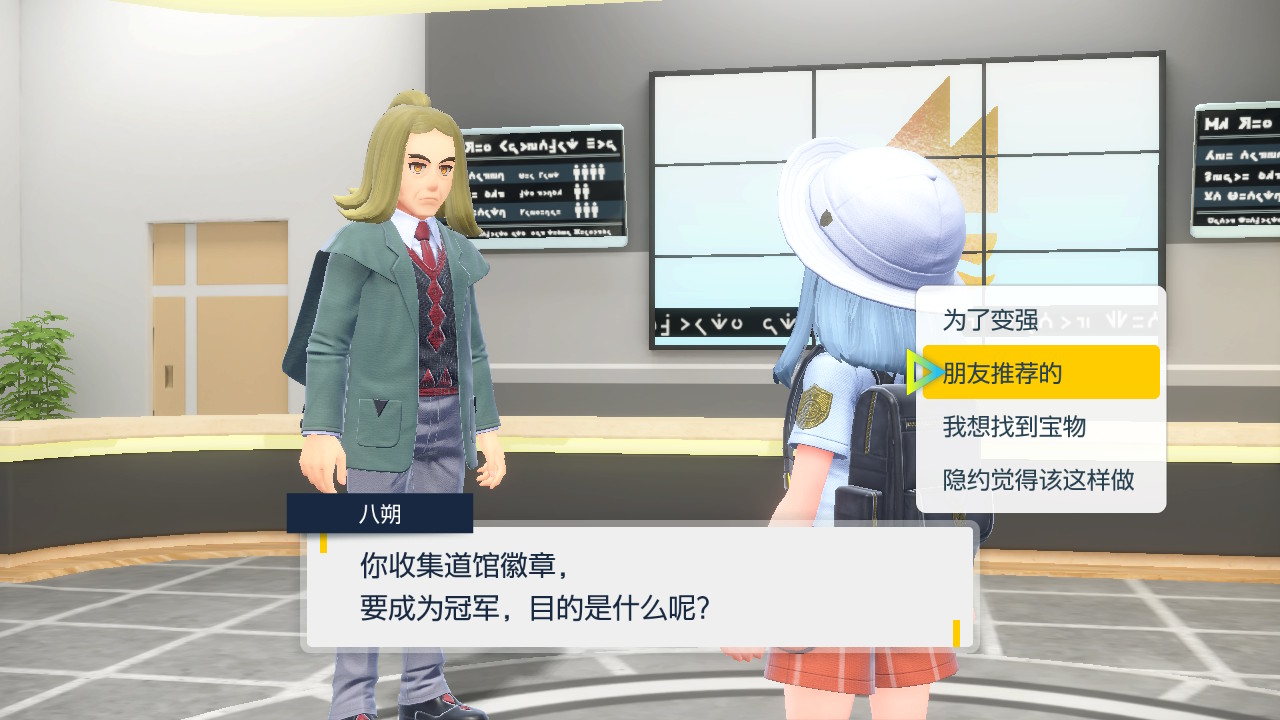 为了变强
朋友推荐的
我想找到宝物
隐约觉得该这样做
八朔
你收集道馆徽章，
要成为冠军，目的是什么呢？